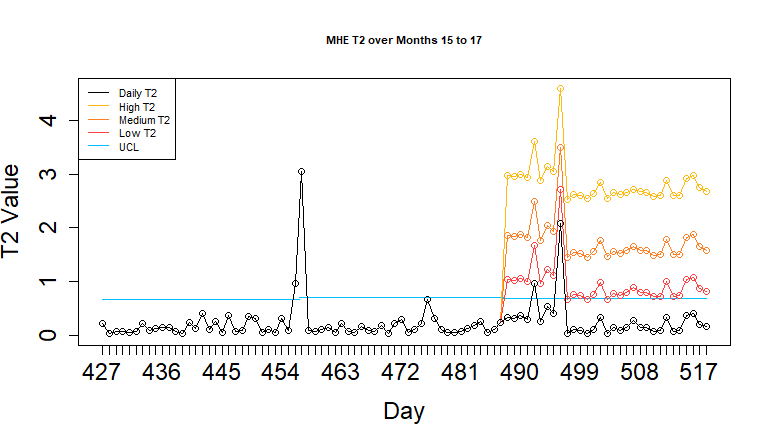 MHE T2 over Months 15 to 17
Daily T2
High T2
Medium T2
Low T2
UCL
T2 Value
4
3
2
1
0
427 436 445 454 463 472 481 490 499 508 517
Day